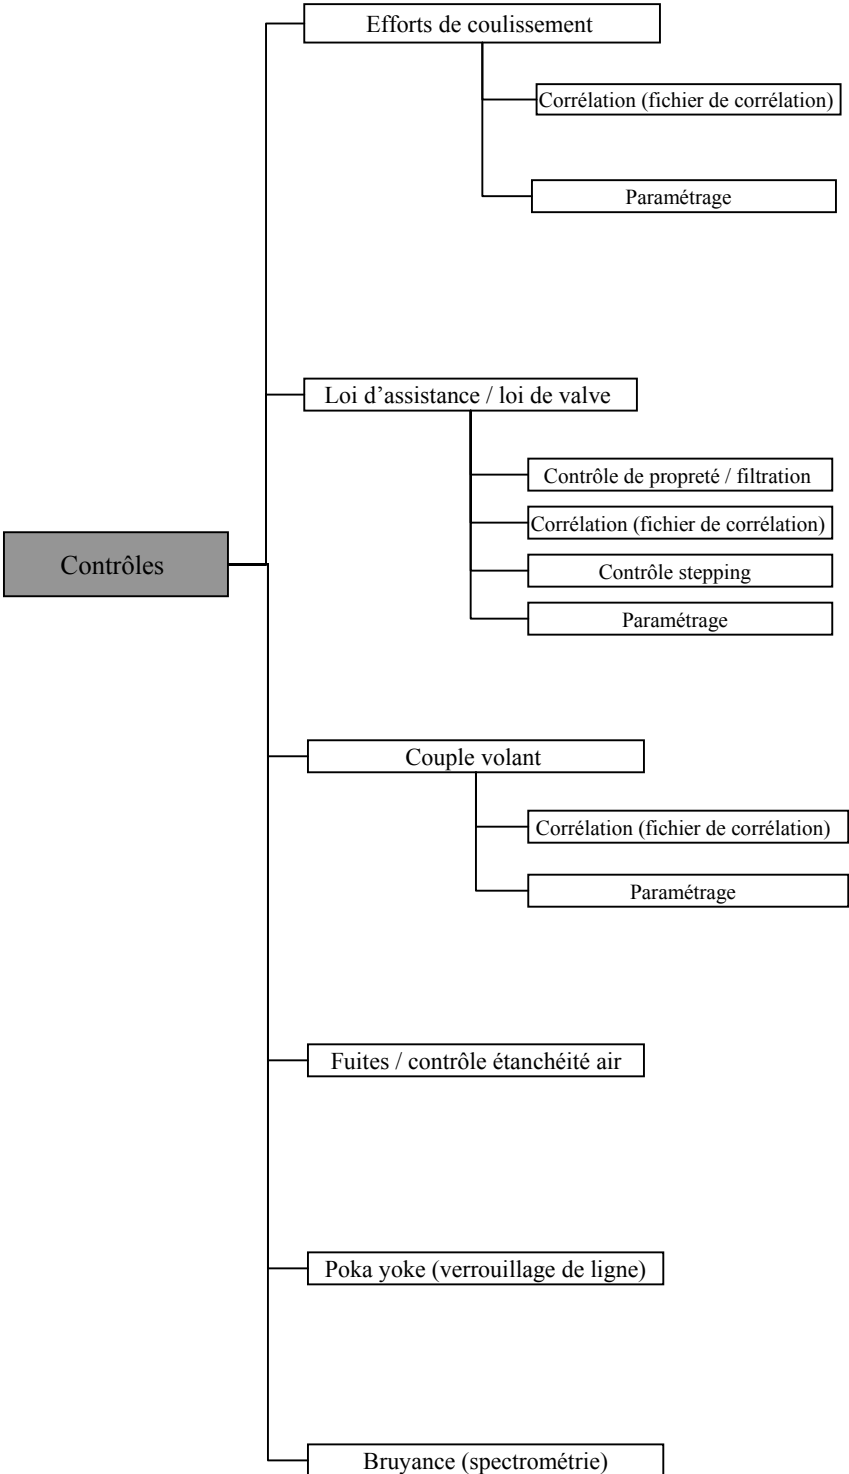 Efforts de coulissement
Corrélation (fichier de corrélation)
Paramétrage
Loi d’assistance / loi de valve
Contrôle de propreté / filtration
Corrélation (fichier de corrélation)
Contrôles
Contrôle stepping
Paramétrage
Couple volant
Corrélation (fichier de corrélation)
Paramétrage
Fuites / contrôle étanchéité air
Poka yoke (verrouillage de ligne)
Bruyance (spectrométrie)